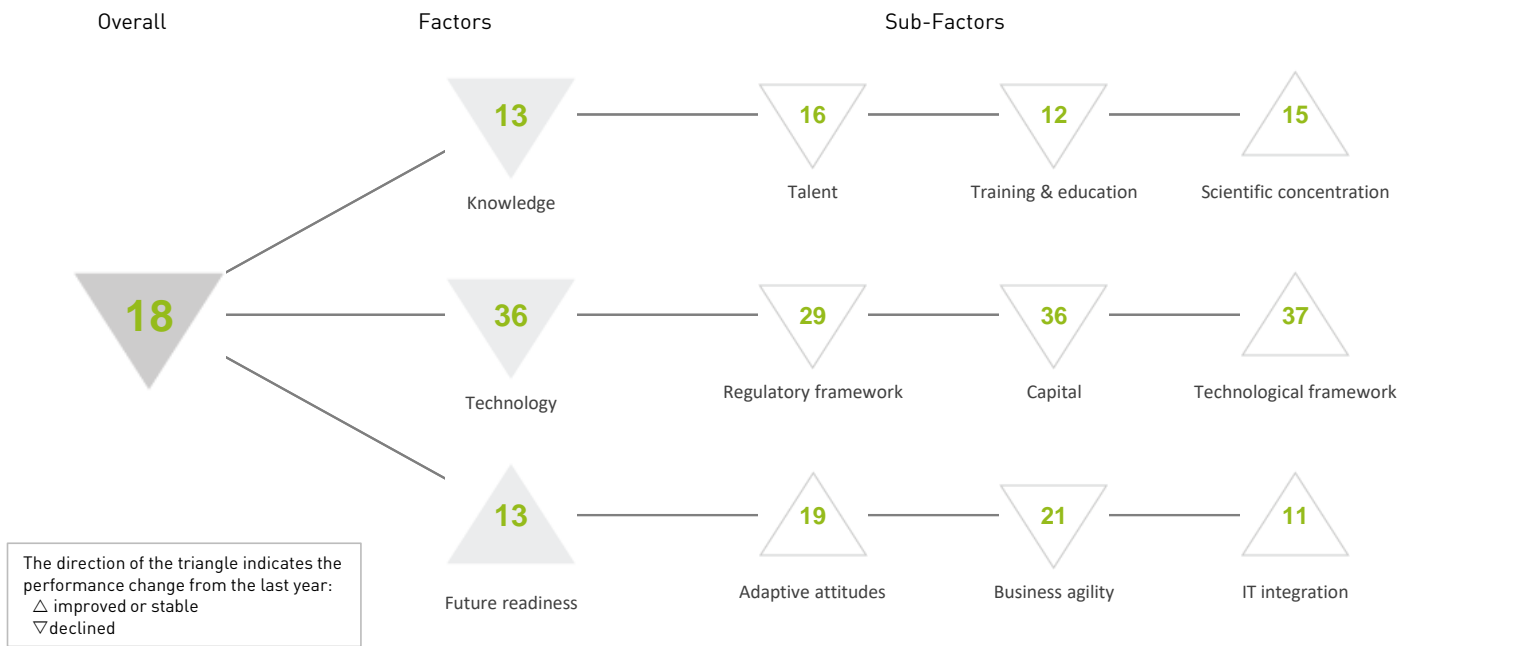 Overall
Factors
Sub-Factors
13
16
12
15
Knowledge
Talent
Training & education
Scientific concentration
18
36
29
36
37
Technology
Regulatory framework
Capital
Technological framework
13
19
21
11
Future readiness
Adaptive attitudes
Business agility
IT integration
The direction of the triangle indicates the
performance change from the last year:
△ improved or stable
▽declined